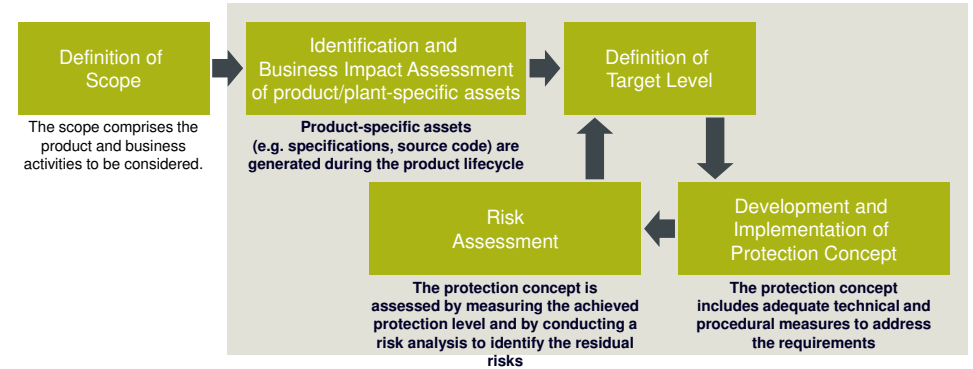 Definition of
Scope
The scope comprises the
product and business
activities to be considered.
Identification and
Business Impact Assessment
of product/plant-specific assets
Product-specific assets
(e.g. specifications, source code) are
generated during the product lifecycle
Definition of
Target Level
Development and
Implementation of
Protection Concept
The protection concept
includes adequate technical and
procedural measures to address
the requirements
Risk
Assessment
The protection concept is
assessed by measuring the achieved
protection level and by conducting a
risk analysis to identify the residual
risks